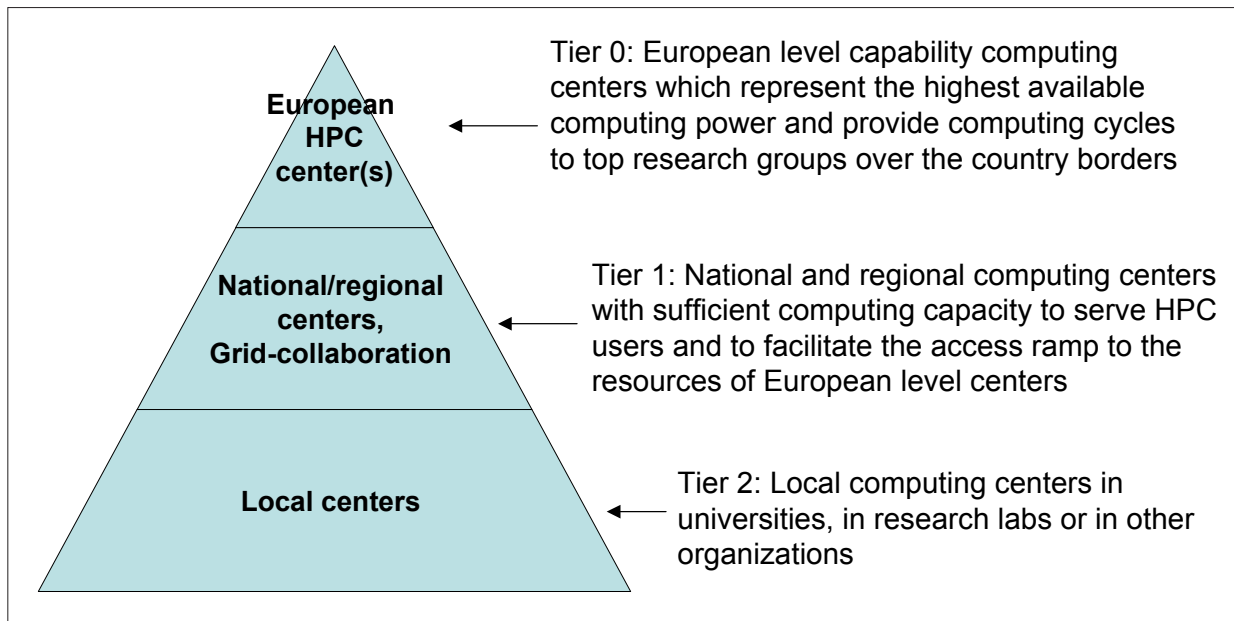 European
HPC
center(s)
Tier 0: European level capability computing
centers which represent the highest available
computing power and provide computing cycles
to top research groups over the country borders
National/regional
centers,
Grid-collaboration
Tier 1: National and regional computing centers
with sufficient computing capacity to serve HPC
users and to facilitate the access ramp to the
resources of European level centers
Local centers
Tier 2: Local computing centers in
universities, in research labs or in other
organizations